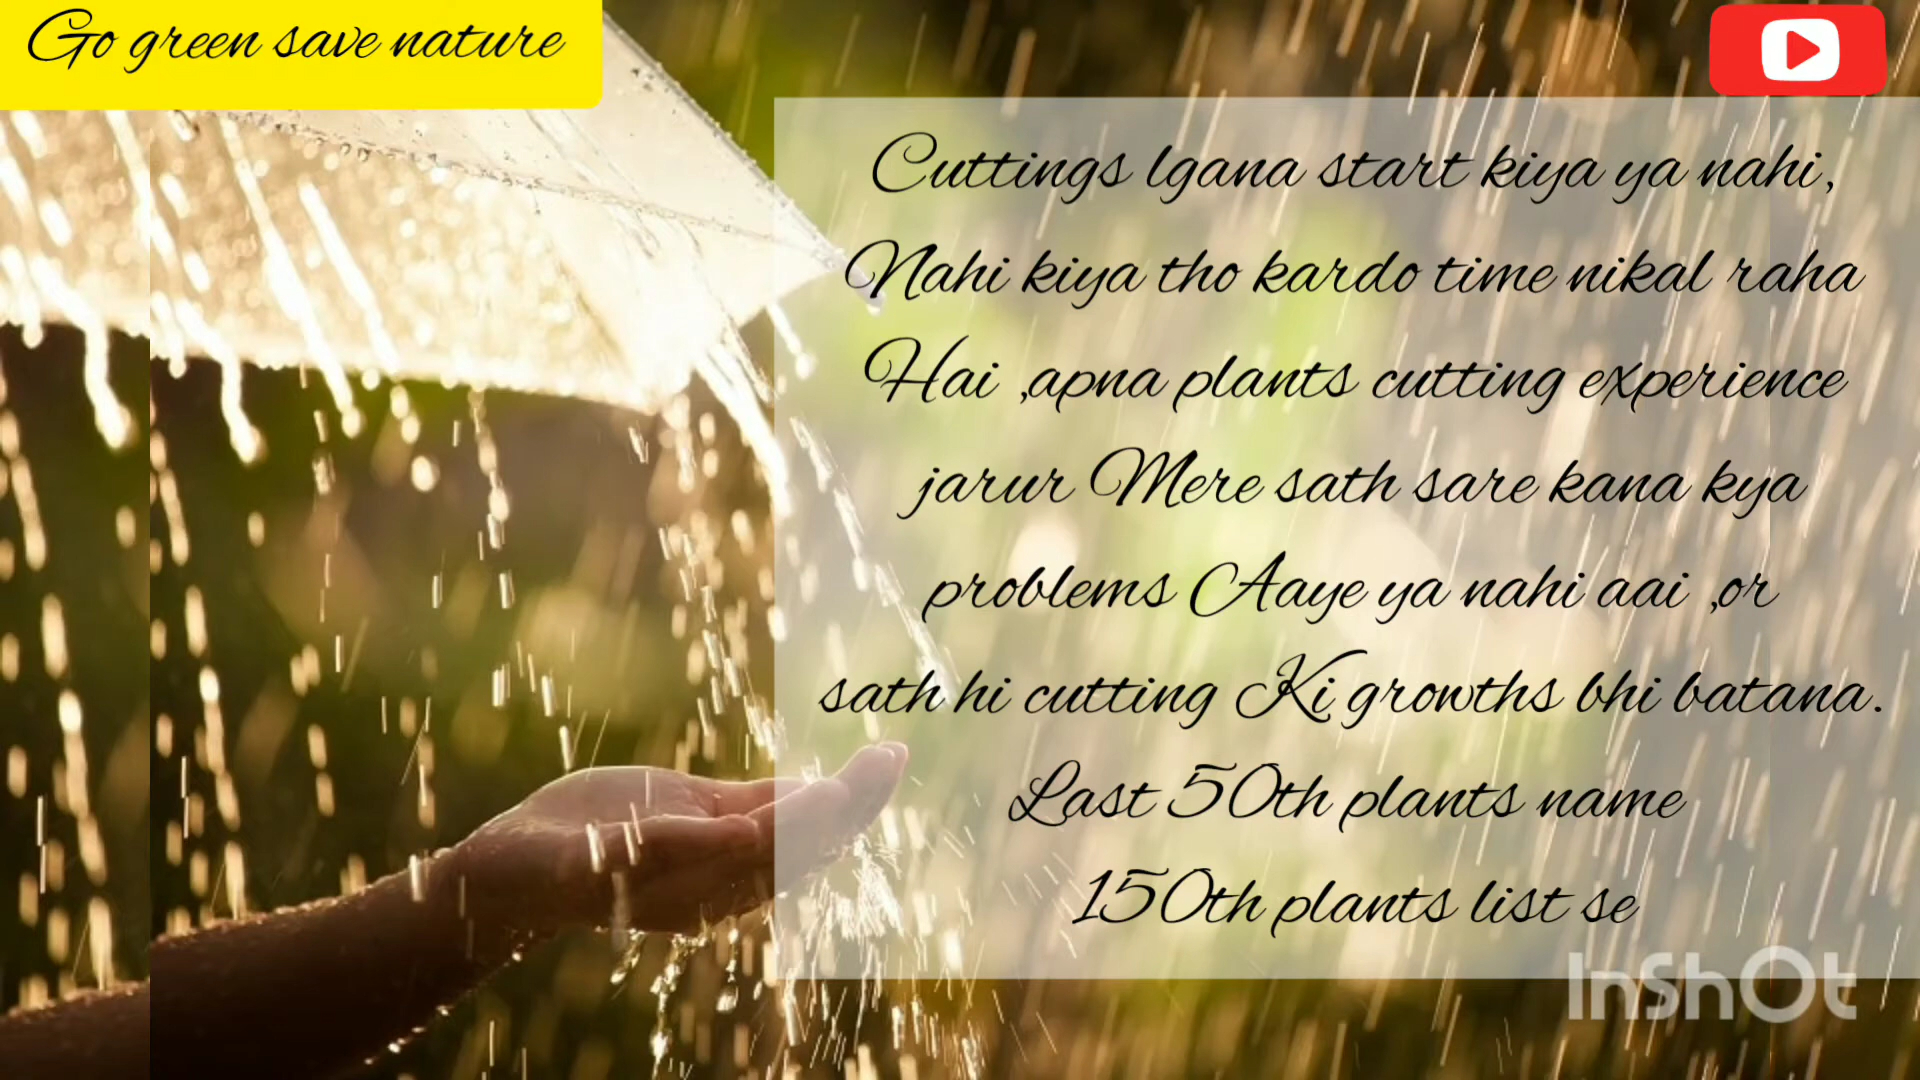 Go green save nature
Cuttings lgana start kiya ya nahi,
Nahi kiya tho kardo time nikal raha
Hai ,apna plants cutting experience
jarur Mere sath sare kana kya
problems Aaye ya nahi aai ,or
sath hi cutting Ki growths bhi batana.
Last 50th plants name
150th plants list se
InShOt